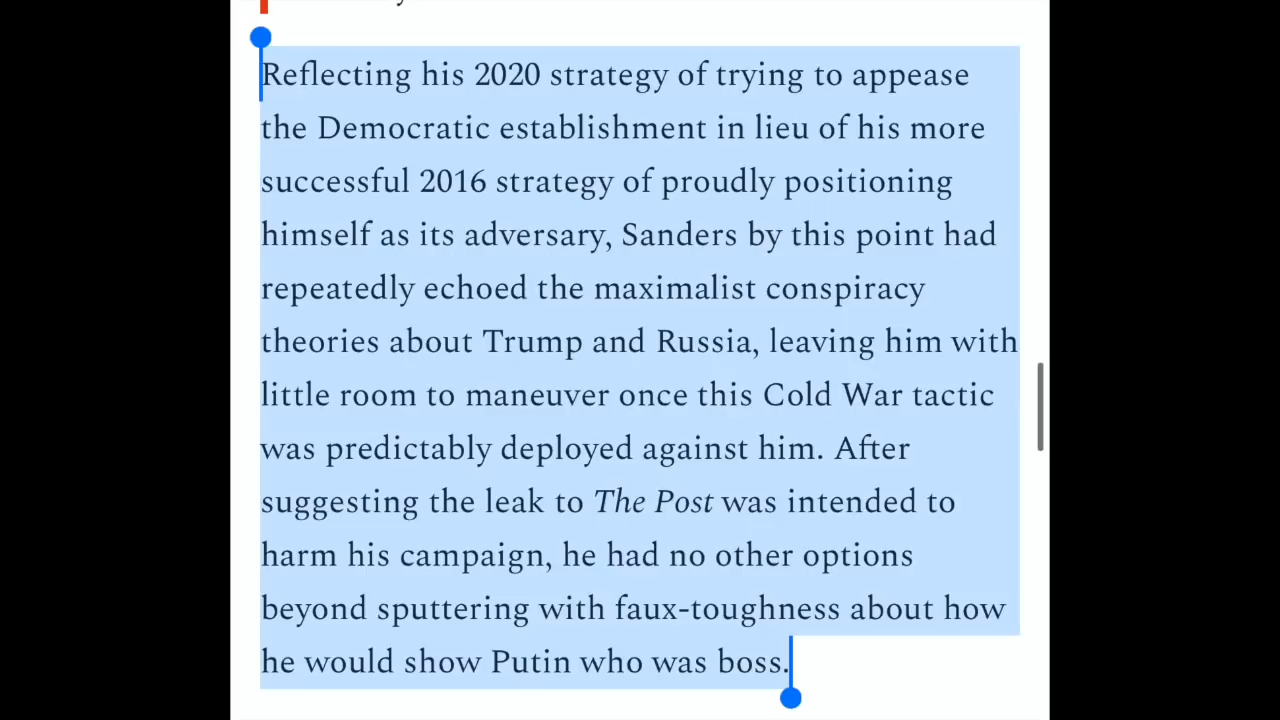 Reflecting his 2020 strategy of trying to appease
the Democratic establishment in lieu of his more
successful 2016 strategy of proudly positioning
himself as its adversary, Sanders by this point had
repeatedly echoed the maximalist conspiracy
theories about Trump and Russia, leaving him with
little room to maneuver once this Cold War tactic
was predictably deployed against him. After
suggesting the leak to The Post was intended to
harm his campaign, he had no other options
beyond sputtering with faux-toughness about how
he would show Putin who was boss.